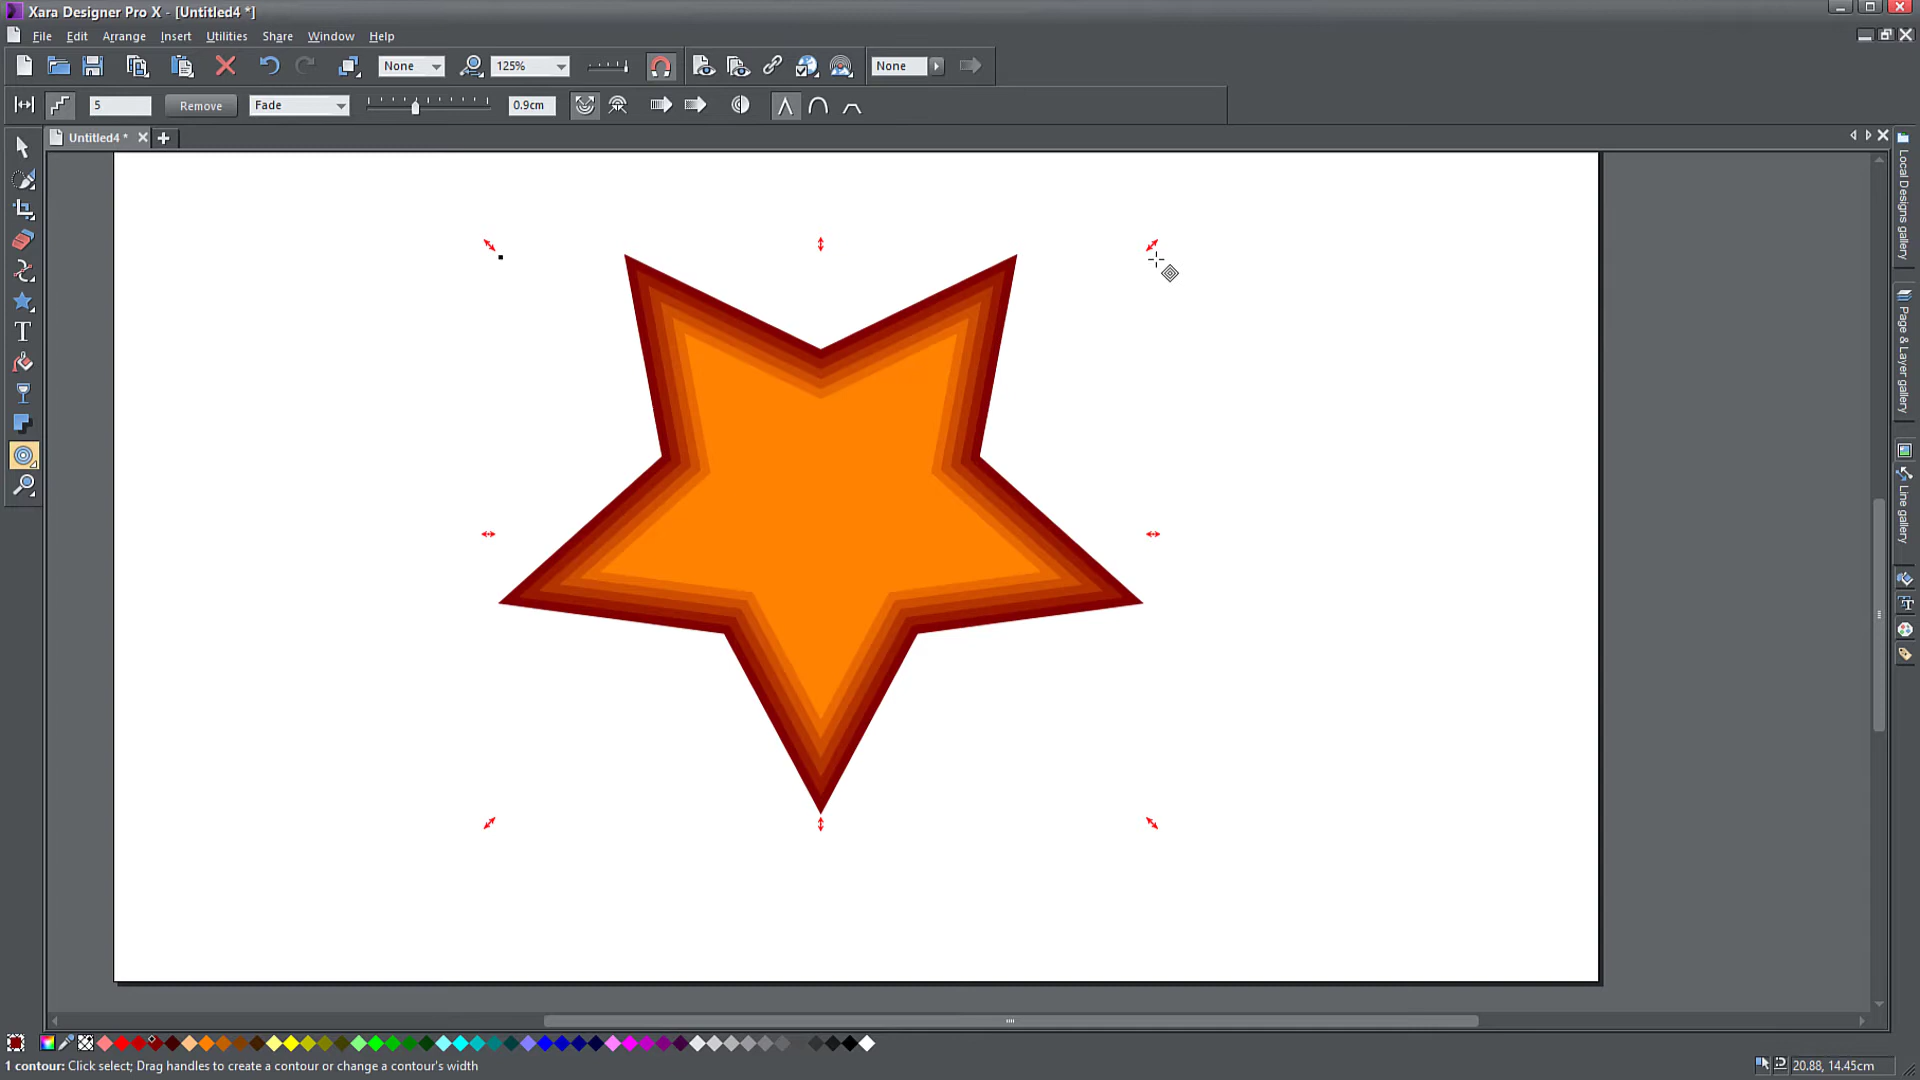 Xara Designer Pro X - [Untitled4 *]
File Edit Arrange Insert Utilities Share Window Help
None 125% None
5 Remove Fade 0.9cm
Untitled4 *
Local Designs gallery
Page & Layer gallery
Line gallery
T
1 contour: Click select; Drag handles to create a contour or change a contour's width
20.88, 14.45cm